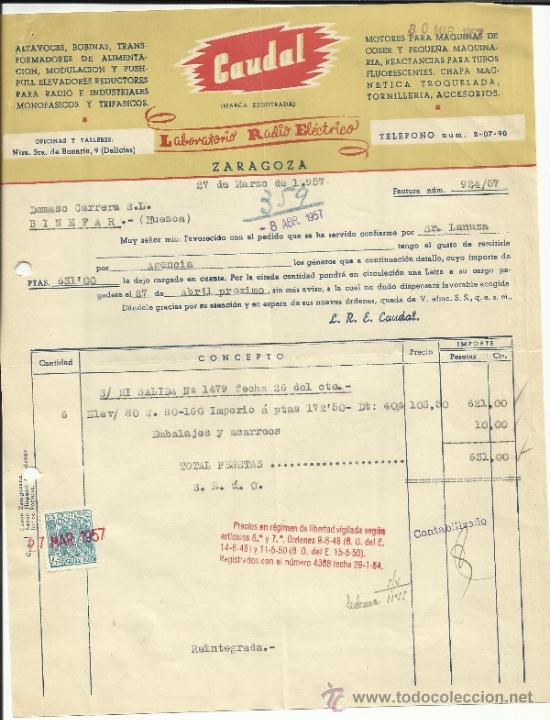 30 MAR 1957
ALTAVOCES, BOBINAS, TRANS-
FORMADORES DE ALIMENTA-
CION, MODULACION Y PUSH-
PULL ELEVADORES REDUCTORES
PARA RADIO E INDUSTRIALES
MONOFASICOS Y TRIFASICOS.
Caudal
(MARCA REGISTRADA)
MOTORES PARA MAQUINAS DE
COSER Y PEQUEÑA MAQUINA-
RIA, REACTANCIAS PARA TUBOS
FLUORESCENTES, CHAPA MAG-
NETICA TROQUELADA,
TORNILLERIA, ACCESORIOS.
OFICINAS Y TALLERES:
Ntra. Sra. de Bonaria, 9 (Delicias)
Laboratorio Radio Eléctrico
TELEFONO núm. 2-07-90
ZARAGOZA
27 de Marzo de 1.957
Factura núm. 924/57
Damaso Carrera S.L.
BINEFAR.-(Huesca)
359
-8 ABR. 1957
Muy señor mío: Favorecido con el pedido que se ha servido confiarme por Sr. Lanuza
tengo el gusto de remitirle
por Agencia los géneros que a continuación detallo, cuyo importe de
PTAS. 631'00 le dejo cargado en cuenta. Por la citada cantidad pondré en circulación una Letra a su cargo pa-
gadera el 27 de Abril próximo, sin más aviso, a la cual no dudo dispensará favorable acogida
Dándole gracias por su atención y en espera de sus nuevas órdenes, queda de V. afmo. S. S., q. e. s. m.,
L. R. E. Caudal.
Cantidad
CONCEPTO
Precio
IMPORTE
Pesetas
Cts.
S/ MI SALIDA Nº 1479 fecha 26 del cte.-
6 Elev/ 80 W. 80-160 Imperio á ptas 172'50- Dt: 40% 103,50 621,00
Embalajes y acarreos 10,00
TOTAL PESETAS ................... 631,00
S. E. ú O.
27 MAR. 1957
Precios en régimen de libertad vigilada según
artículos 6.º y 7.º. Ordenes 9-6-48 (B. O. del E.
14-6-48) y 11-5-50 (B. O. del E. 15-5-50).
Registrados con el número 4368 fecha 29-1-54.
Contabilizado
Reintegrada.-
www.todocoleccion.net